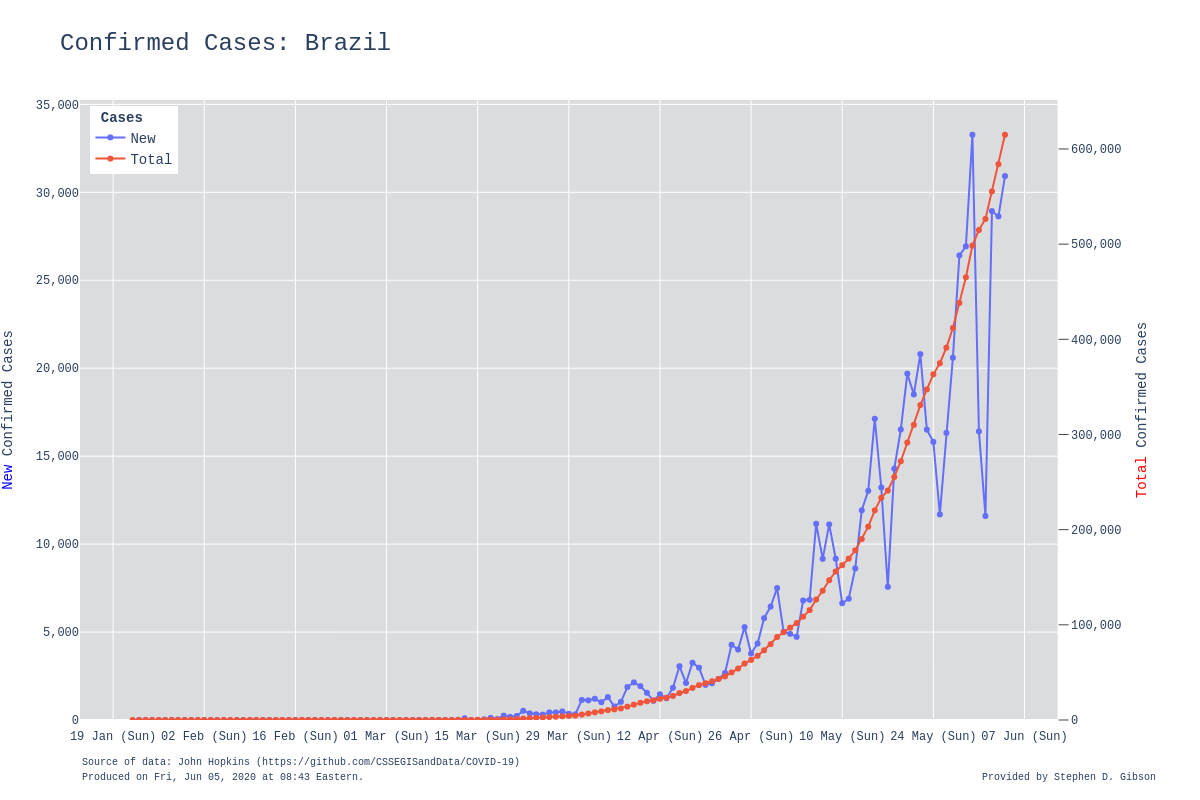 Confirmed Cases: Brazil
Cases
New
Total
35,000
30,000
25,000
20,000
15,000
10,000
5,000
0
New Confirmed Cases
600,000
500,000
400,000
300,000
200,000
100,000
0
Total Confirmed Cases
19 Jan (Sun) 02 Feb (Sun) 16 Feb (Sun) 01 Mar (Sun) 15 Mar (Sun) 29 Mar (Sun) 12 Apr (Sun) 26 Apr (Sun) 10 May (Sun) 24 May (Sun) 07 Jun (Sun)
Source of data: John Hopkins (https://github.com/CSSEGISandData/COVID-19)
Produced on Fri, Jun 05, 2020 at 08:43 Eastern.
Provided by Stephen D. Gibson